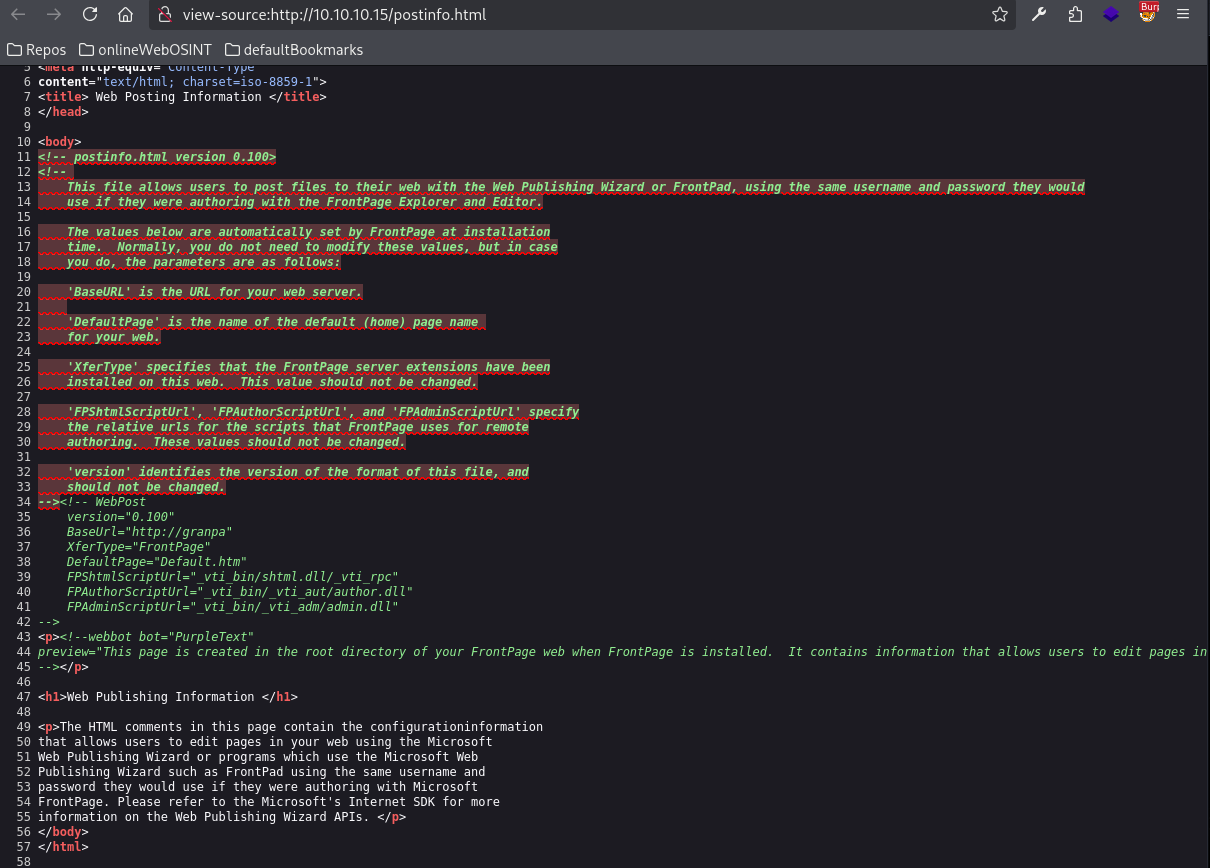 view-source:http://10.10.10.15/postinfo.html
Burp
Repos onlineWebOSINT defaultBookmarks
5 <meta http-equiv="Content-Type"
6 content="text/html; charset=iso-8859-1">
7 <title> Web Posting Information </title>
8 </head>
9
10 <body>
11 <!-- postinfo.html version 0.100>
12 <!--
13     This file allows users to post files to their web with the Web Publishing Wizard or FrontPad, using the same username and password they would
14     use if they were authoring with the FrontPage Explorer and Editor.
15
16     The values below are automatically set by FrontPage at installation
17     time.  Normally, you do not need to modify these values, but in case
18     you do, the parameters are as follows:
19
20     'BaseURL' is the URL for your web server.
21
22     'DefaultPage' is the name of the default (home) page name
23     for your web.
24
25     'XferType' specifies that the FrontPage server extensions have been
26     installed on this web.  This value should not be changed.
27
28     'FPShtmlScriptUrl', 'FPAuthorScriptUrl', and 'FPAdminScriptUrl' specify
29     the relative urls for the scripts that FrontPage uses for remote
30     authoring.  These values should not be changed.
31
32     'version' identifies the version of the format of this file, and
33     should not be changed.
34 --><!-- WebPost
35     version="0.100"
36     BaseUrl="http://granpa"
37     XferType="FrontPage"
38     DefaultPage="Default.htm"
39     FPShtmlScriptUrl="_vti_bin/shtml.dll/_vti_rpc"
40     FPAuthorScriptUrl="_vti_bin/_vti_aut/author.dll"
41     FPAdminScriptUrl="_vti_bin/_vti_adm/admin.dll"
42 -->
43 <p><!--webbot bot="PurpleText"
44 preview="This page is created in the root directory of your FrontPage web when FrontPage is installed.  It contains information that allows users to edit pages in
45 --></p>
46
47 <h1>Web Publishing Information </h1>
48
49 <p>The HTML comments in this page contain the configurationinformation
50 that allows users to edit pages in your web using the Microsoft
51 Web Publishing Wizard or programs which use the Microsoft Web
52 Publishing Wizard such as FrontPad using the same username and
53 password they would use if they were authoring with Microsoft
54 FrontPage. Please refer to the Microsoft's Internet SDK for more
55 information on the Web Publishing Wizard APIs. </p>
56 </body>
57 </html>
58